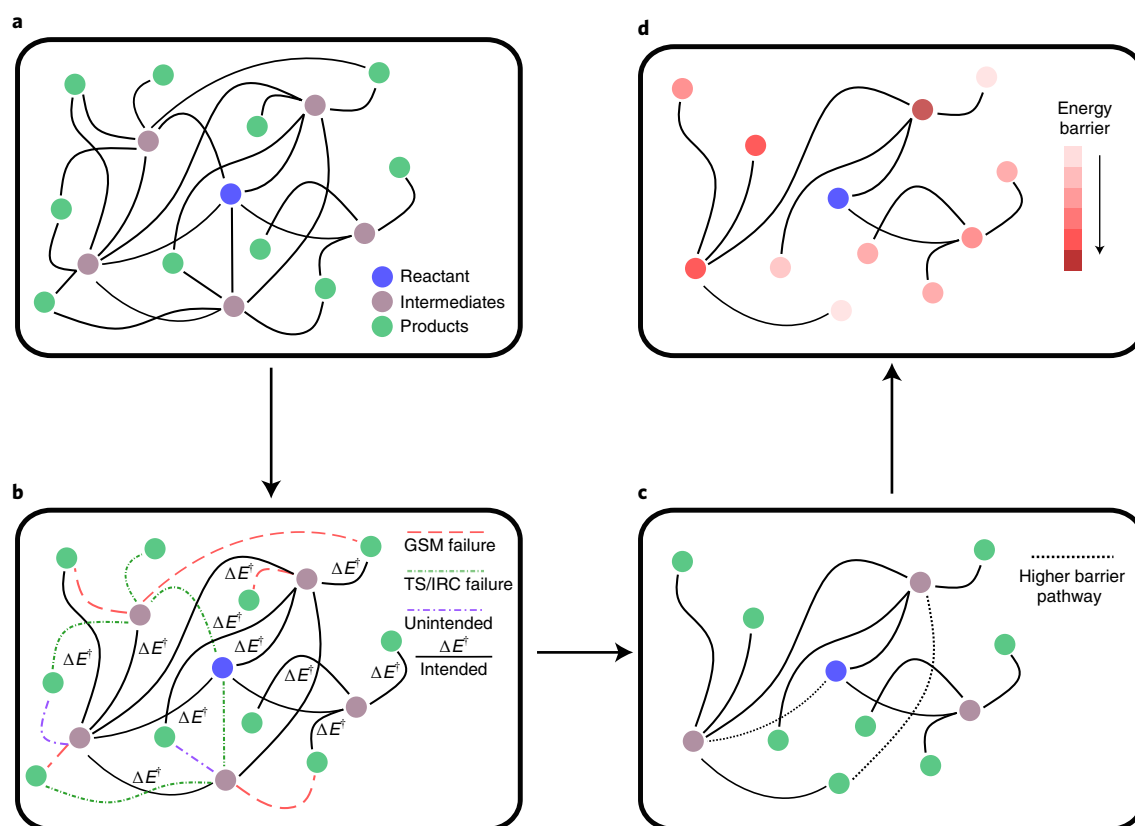 a
Reactant
Intermediates
Products
d
Energy
barrier
b
GSM failure
TS/IRC failure
Unintended
ΔE†
Intended
ΔE†
ΔE†
ΔE†
ΔE†
ΔE†
ΔE†
ΔE†
ΔE†
ΔE†
ΔE†
ΔE†
c
Higher barrier
pathway